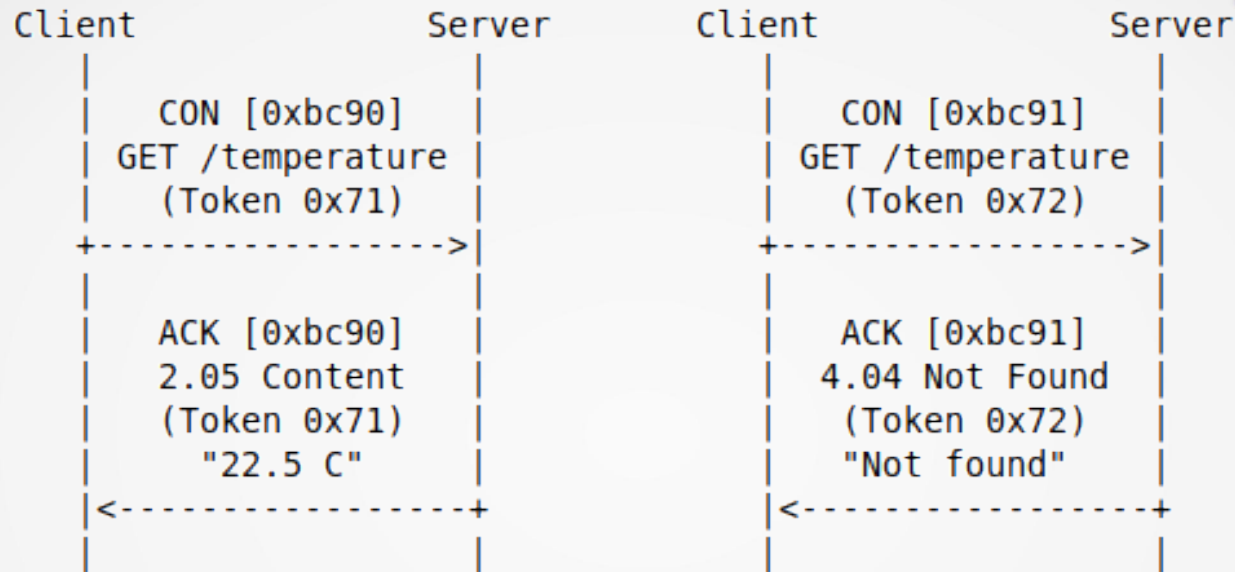 Client Server Client Server
CON [0xbc90] CON [0xbc91]
GET /temperature GET /temperature
(Token 0x71) (Token 0x72)
ACK [0xbc90] ACK [0xbc91]
2.05 Content 4.04 Not Found
(Token 0x71) (Token 0x72)
"22.5 C" "Not found"